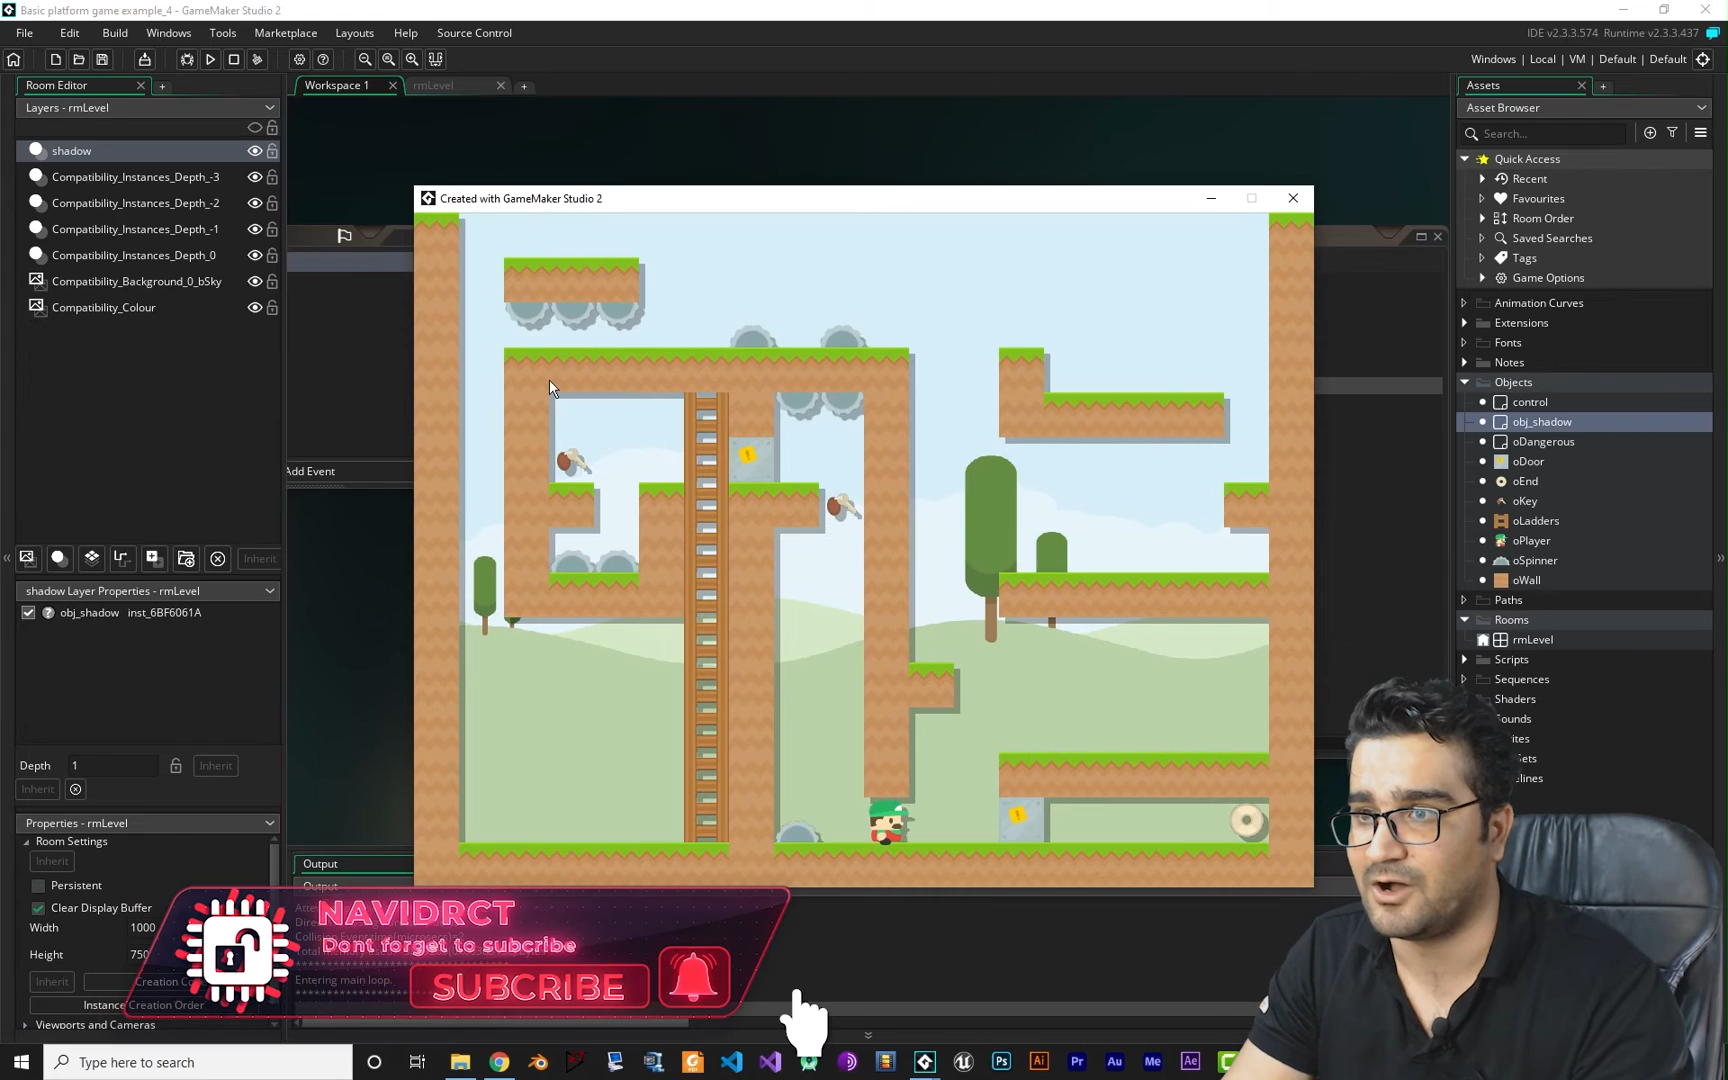 Basic platform game example_4 - GameMaker Studio 2
File Edit Build Windows Tools Marketplace Layouts Help Source Control
IDE v2.3.3.574 Runtime v2.3.3.437
Windows | Local | VM | Default | Default
Room Editor
Workspace 1
rmLevel
Assets
Layers - rmLevel
Asset Browser
Search...
shadow
Compatibility_Instances_Depth_-3
Compatibility_Instances_Depth_-2
Compatibility_Instances_Depth_-1
Compatibility_Instances_Depth_0
Compatibility_Background_0_bSky
Compatibility_Colour
Created with GameMaker Studio 2
Quick Access
Recent
Favourites
Room Order
Saved Searches
Tags
Game Options
Animation Curves
Extensions
Fonts
Notes
Objects
control
obj_shadow
oDangerous
oDoor
oEnd
oKey
oLadders
oPlayer
oSpinner
oWall
Paths
Rooms
rmLevel
Scripts
Sequences
Shaders
Add Event
Inherit
shadow Layer Properties - rmLevel
obj_shadow inst_6BF6061A
Depth 1 Inherit
Inherit
Properties - rmLevel
Room Settings
Inherit
Persistent
Clear Display Buffer
Width 1000
Height 750
Inherit
Instance Creation Order
Viewports and Cameras
Output
Output
Entering main loop.
NAVIDRCT
Dont forget to subcribe
SUBCRIBE
Type here to search
Ps Ai Pr Au Me Ae